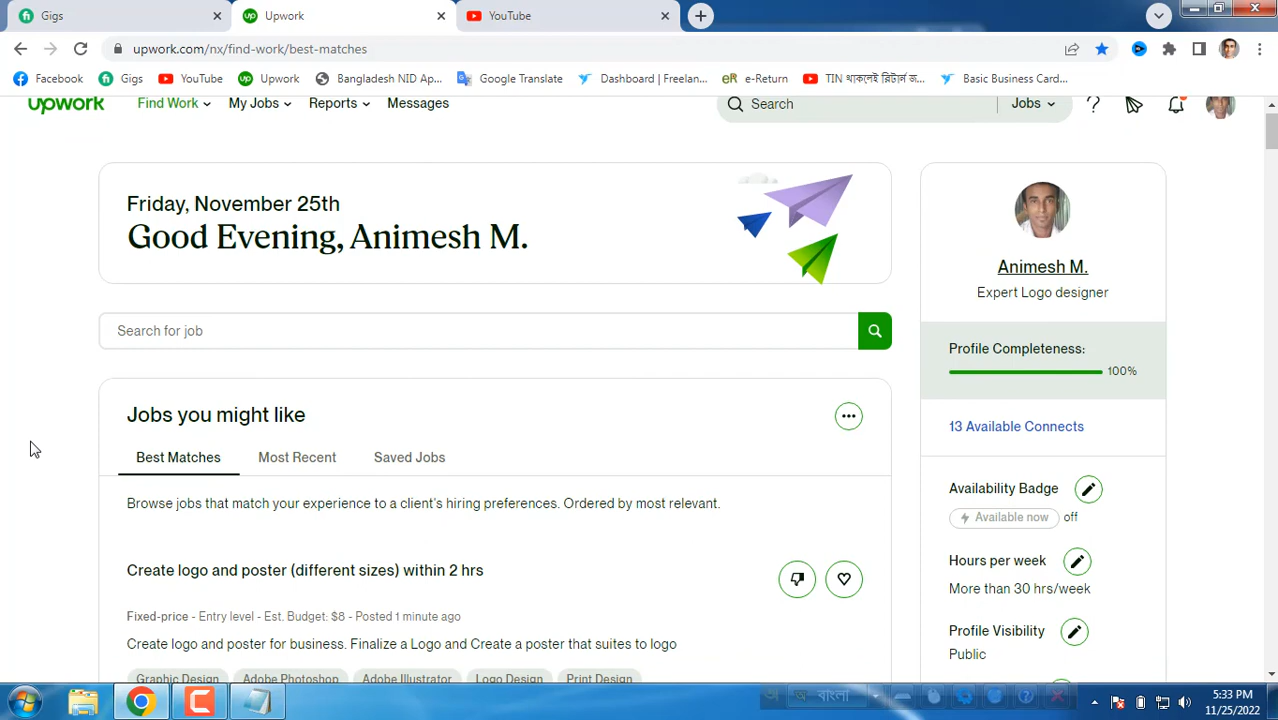 Gigs
Upwork
YouTube
upwork.com/nx/find-work/best-matches
Facebook
Gigs
YouTube
Upwork
Bangladesh NID Ap...
Google Translate
Dashboard | Freelan...
eR e-Return
TIN থাকলেই রিটার্ন জ...
Basic Business Card...
upwork
Find Work
My Jobs
Reports
Messages
Search
Jobs
?
Friday, November 25th
Good Evening, Animesh M.
Search for job
Jobs you might like
Best Matches
Most Recent
Saved Jobs
Browse jobs that match your experience to a client's hiring preferences. Ordered by most relevant.
Create logo and poster (different sizes) within 2 hrs
Fixed-price - Entry level - Est. Budget: $8 - Posted 1 minute ago
Create logo and poster for business. Finalize a Logo and Create a poster that suites to logo
Graphic Design
Adobe Photoshop
Adobe Illustrator
Logo Design
Print Design
Animesh M.
Expert Logo designer
Profile Completeness:
100%
13 Available Connects
Availability Badge
Available now
off
Hours per week
More than 30 hrs/week
Profile Visibility
Public
বাংলা
5:33 PM
11/25/2022